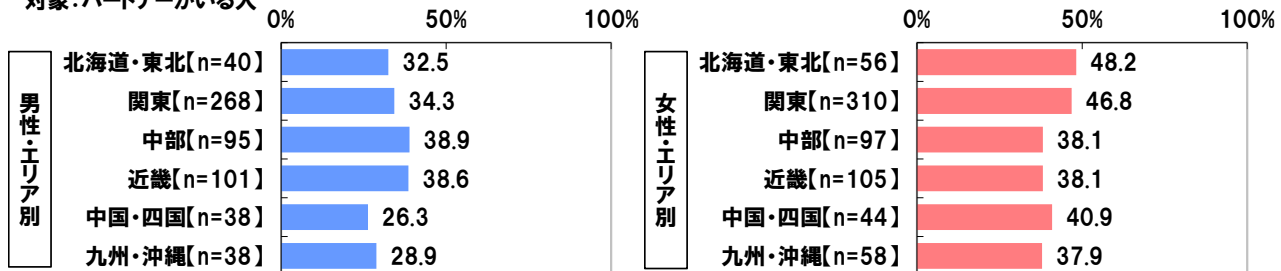 対象：パートナーがいる人
0% 50% 100%
男性・エリア別
北海道・東北【n=40】 32.5
関東【n=268】 34.3
中部【n=95】 38.9
近畿【n=101】 38.6
中国・四国【n=38】 26.3
九州・沖縄【n=38】 28.9
0% 50% 100%
女性・エリア別
北海道・東北【n=56】 48.2
関東【n=310】 46.8
中部【n=97】 38.1
近畿【n=105】 38.1
中国・四国【n=44】 40.9
九州・沖縄【n=58】 37.9